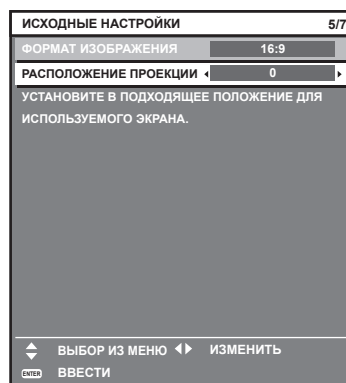 ИСХОДНЫЕ НАСТРОЙКИ 5/7
ФОРМАТ ИЗОБРАЖЕНИЯ 16:9
РАСПОЛОЖЕНИЕ ПРОЕКЦИИ 0
УСТАНОВИТЕ В ПОДХОДЯЩЕЕ ПОЛОЖЕНИЕ ДЛЯ
ИСПОЛЬЗУЕМОГО ЭКРАНА.
ВЫБОР ИЗ МЕНЮ ИЗМЕНИТЬ
ENTER ВВЕСТИ